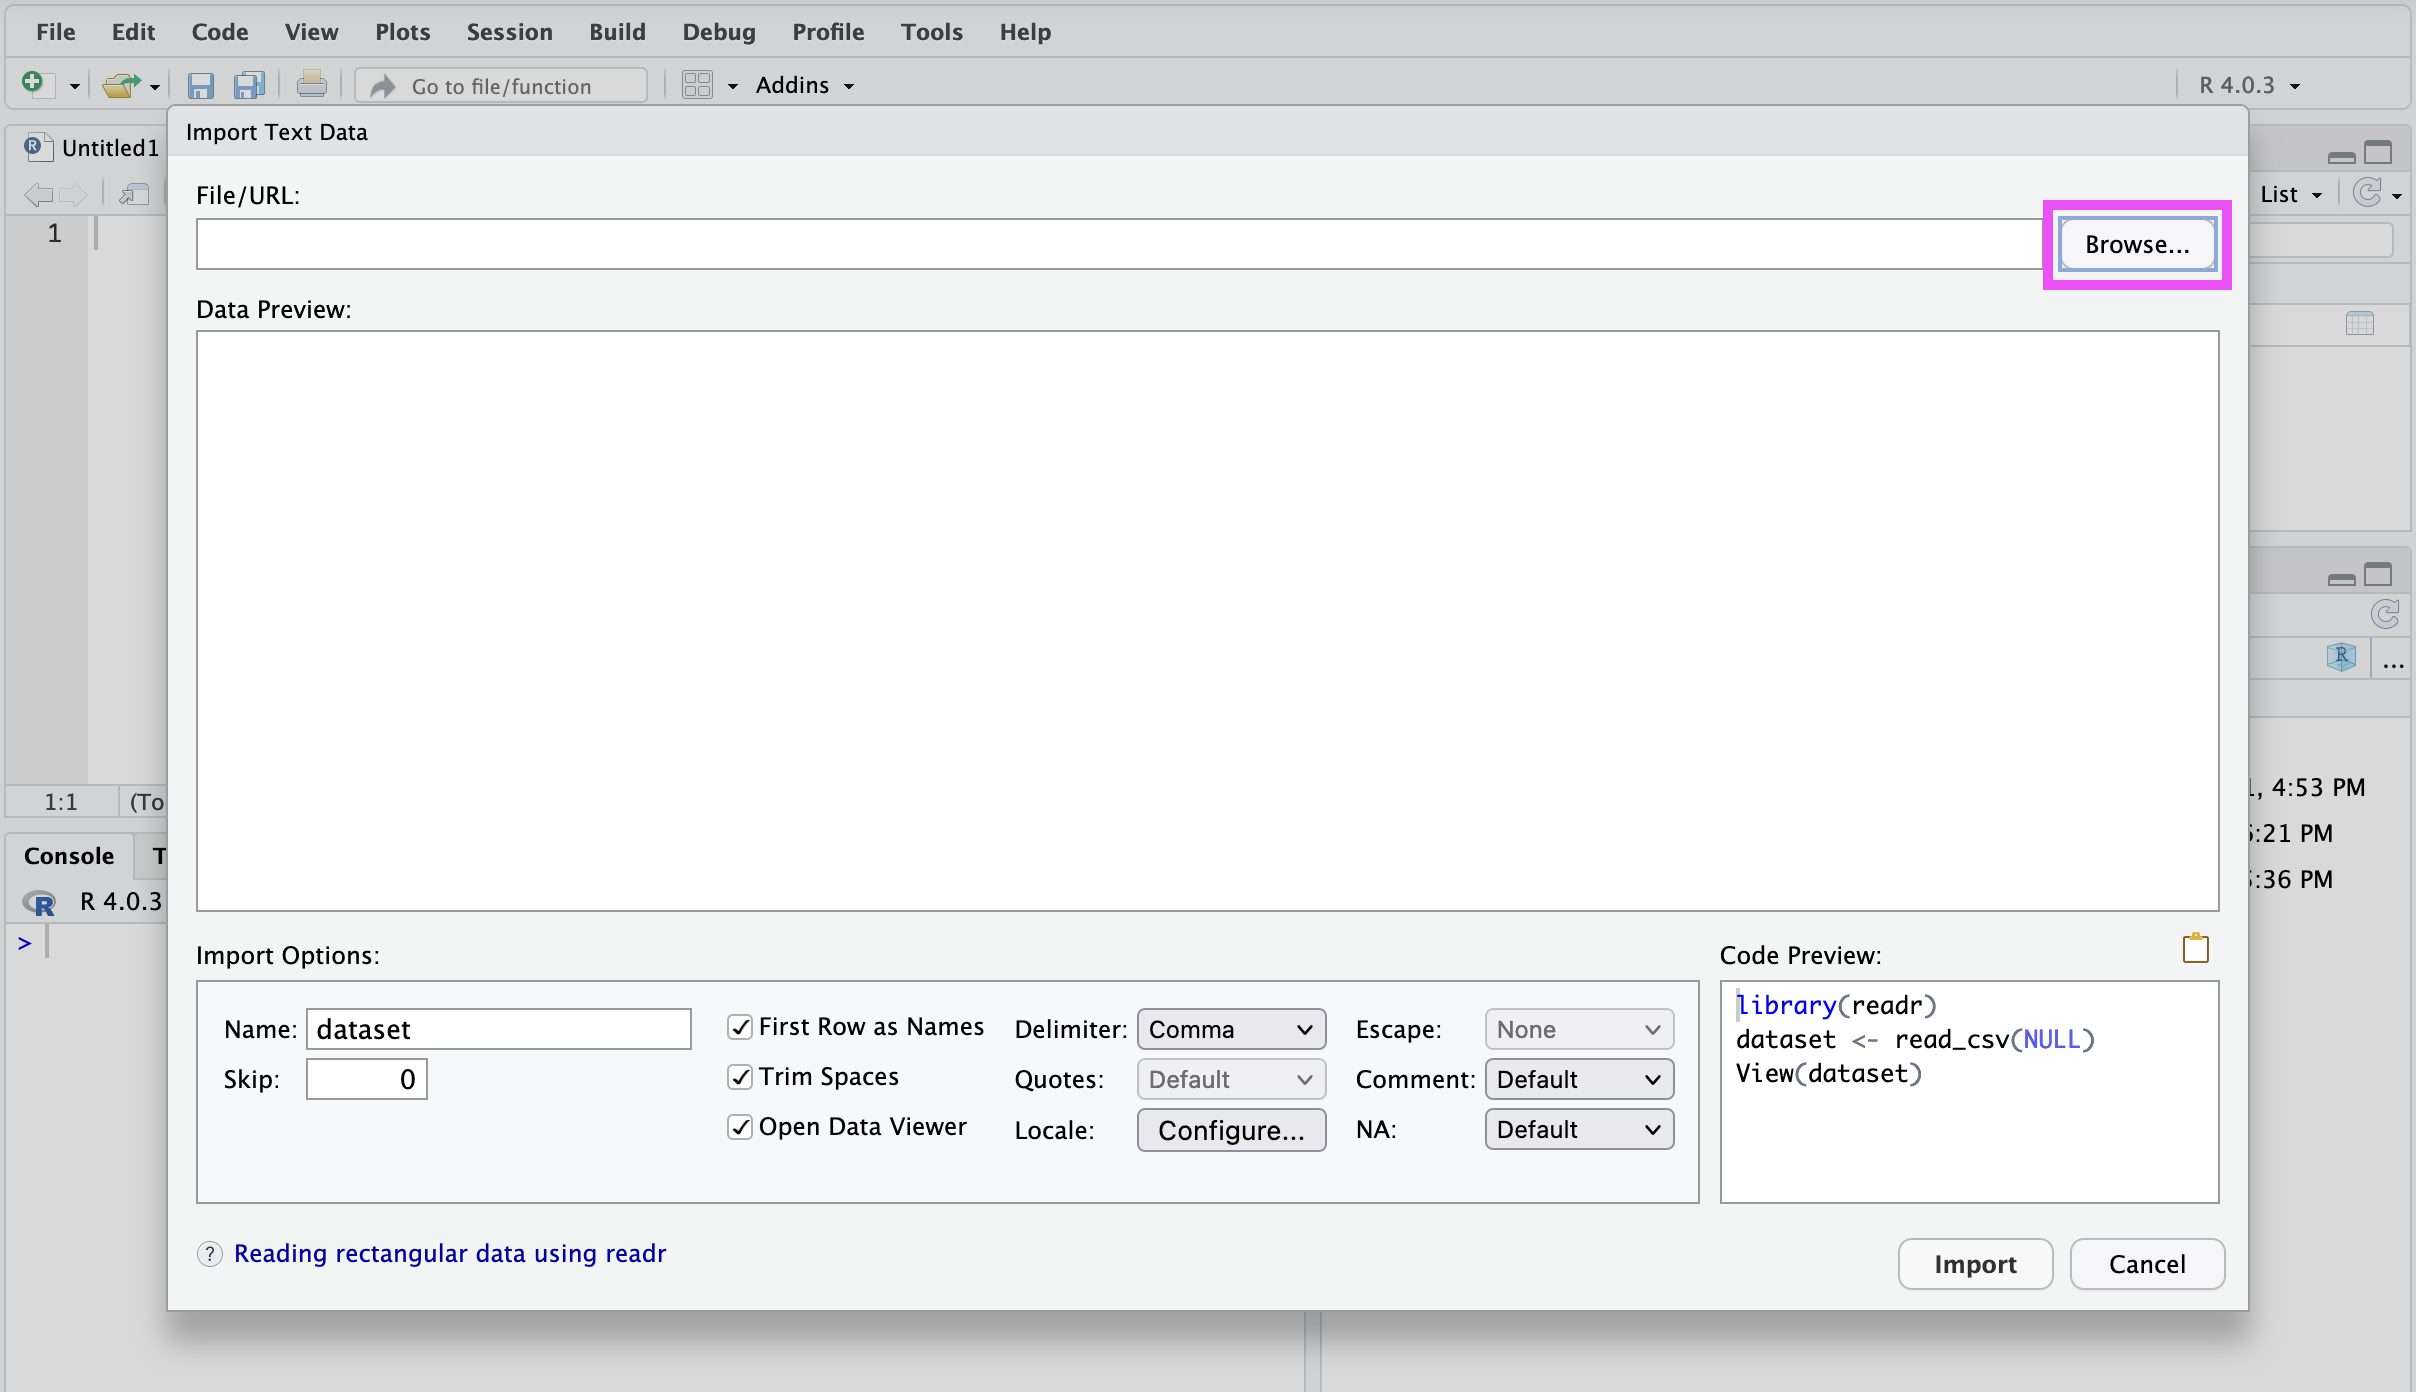 File Edit Code View Plots Session Build Debug Profile Tools Help
Go to file/function Addins R 4.0.3
Untitled1
Import Text Data
List
File/URL:
Browse...
1
Data Preview:
R
...
1:1 (To
, 4:53 PM
:21 PM
:36 PM
Console T
R 4.0.3
>
Import Options:
Code Preview:
Name: dataset First Row as Names Delimiter: Comma Escape: None
Skip: 0 Trim Spaces Quotes: Default Comment: Default
Open Data Viewer Locale: Configure... NA: Default
library(readr)
dataset <- read_csv(NULL)
View(dataset)
? Reading rectangular data using readr
Import Cancel